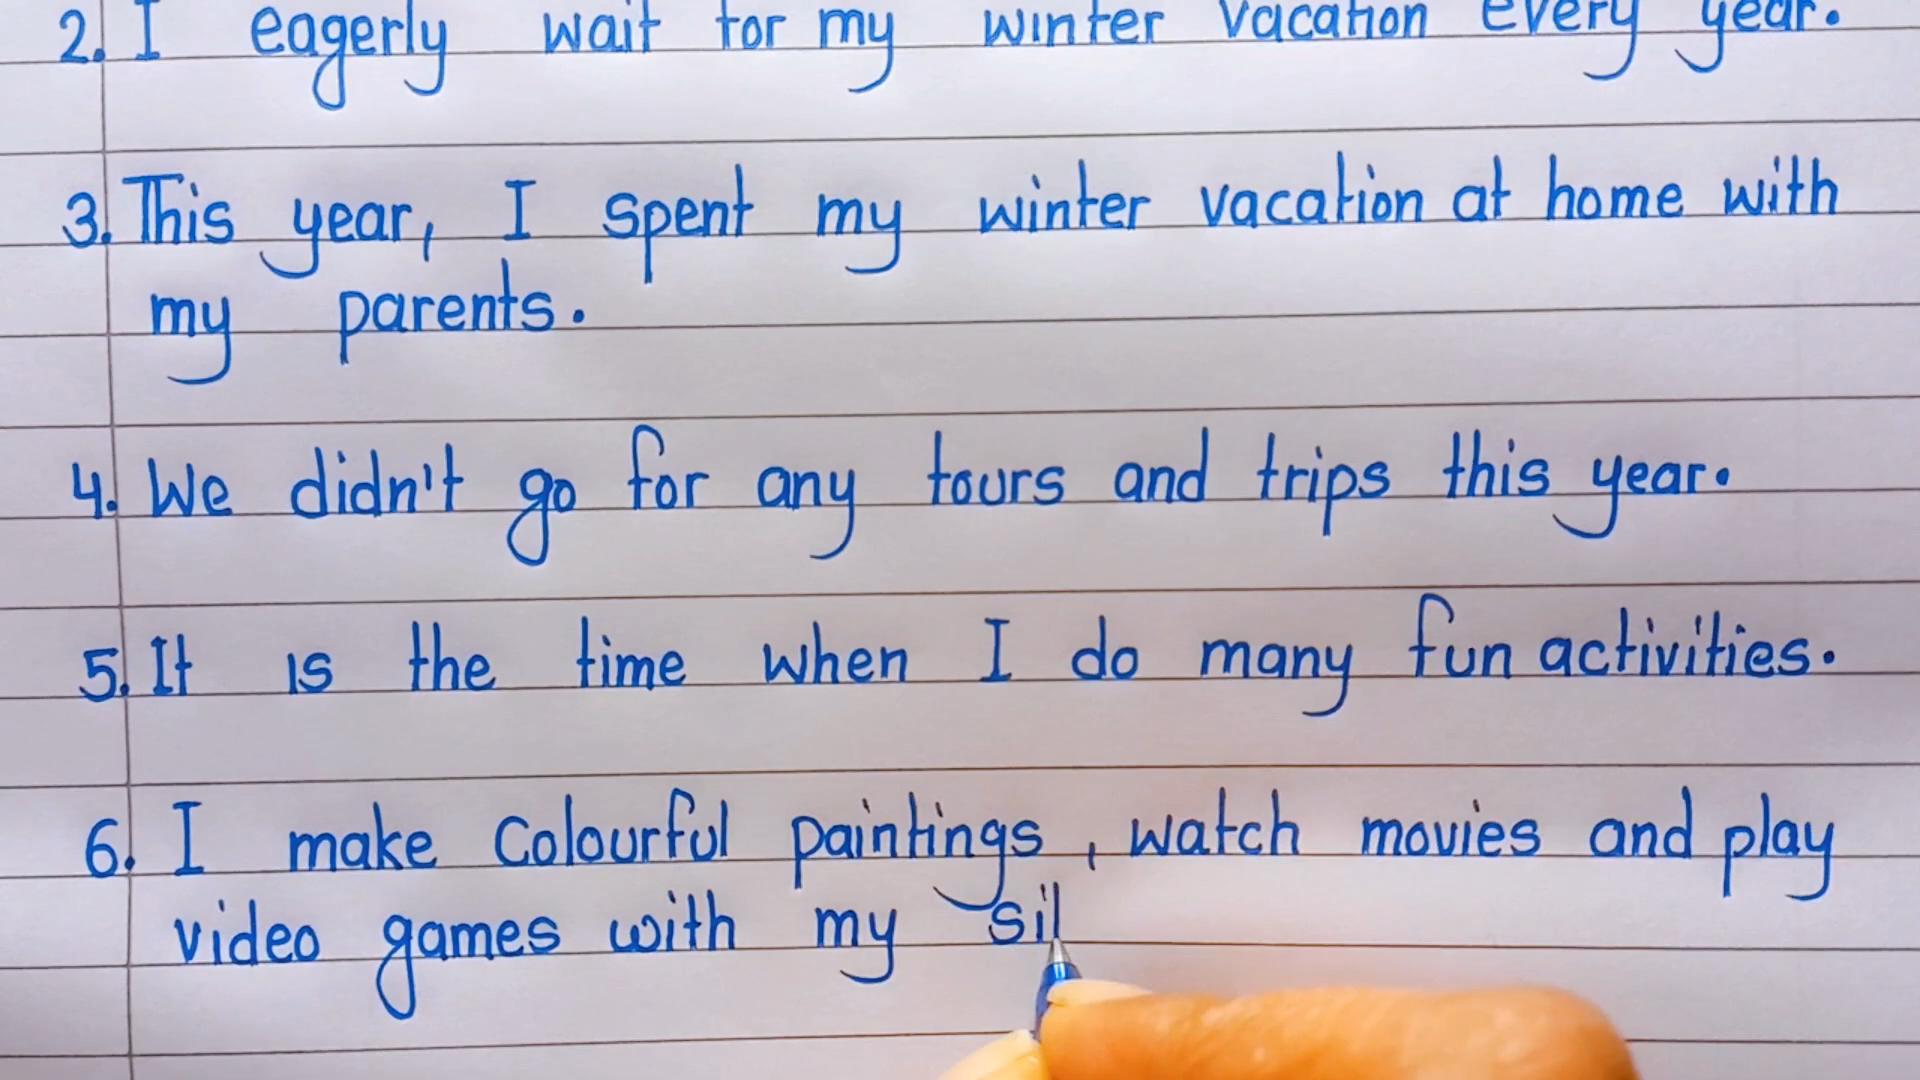 2. I eagerly wait for my winter vacation every year.
3. This year, I spent my winter vacation at home with
my parents.
4. We didn't go for any tours and trips this year.
5. It is the time when I do many fun activities.
6. I make Colourful paintings, watch movies and play
video games with my sil